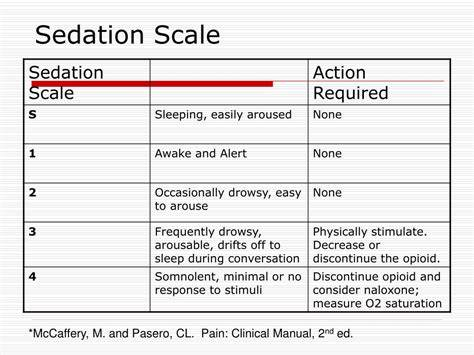 Sedation Scale
Sedation
Scale
Action
Required
S
Sleeping, easily aroused
None
1
Awake and Alert
None
2
Occasionally drowsy, easy
to arouse
None
3
Frequently drowsy,
arousable, drifts off to
sleep during conversation
Physically stimulate.
Decrease or
discontinue the opioid.
4
Somnolent, minimal or no
response to stimuli
Discontinue opioid and
consider naloxone;
measure O2 saturation
*McCaffery, M. and Pasero, CL. Pain: Clinical Manual, 2nd ed.